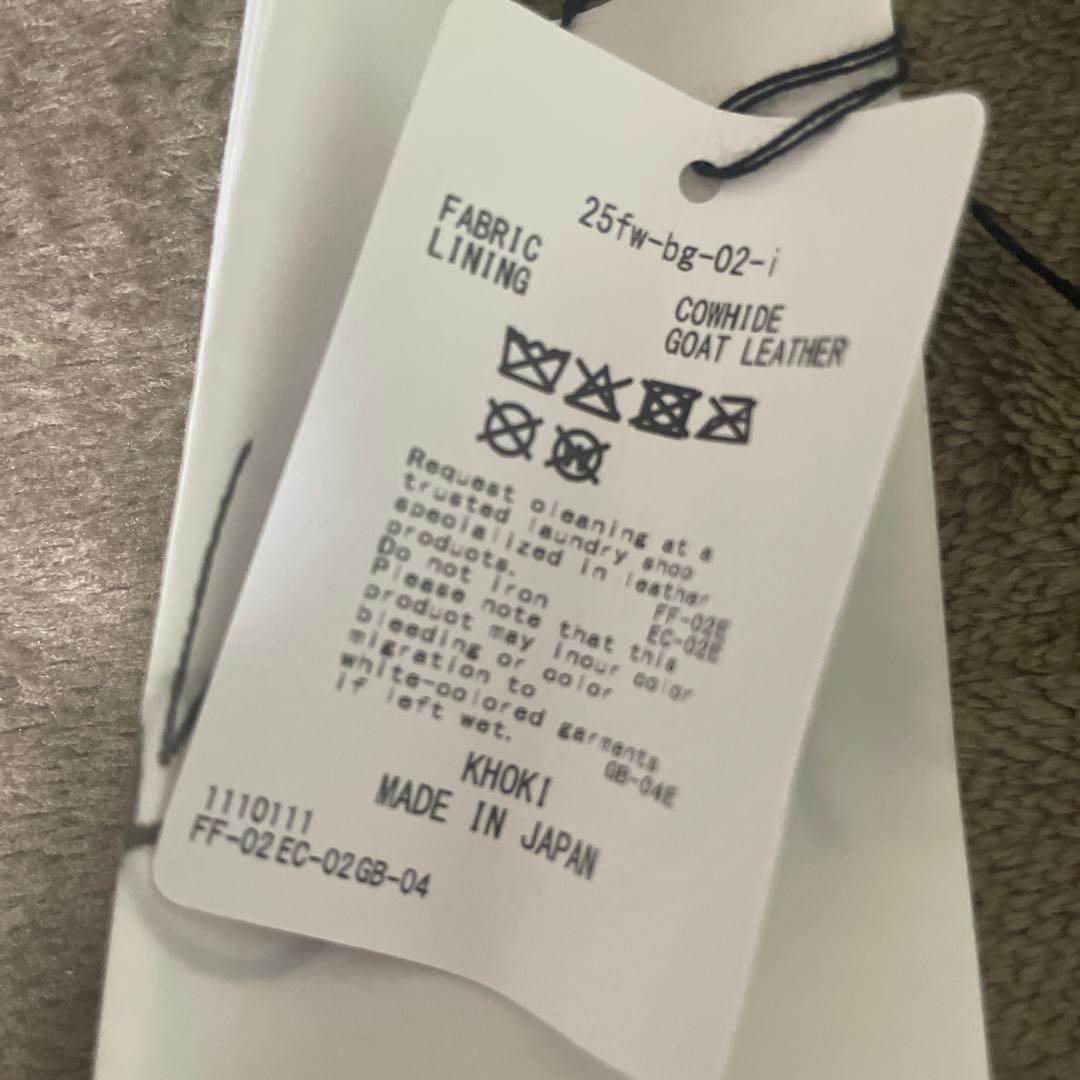 25fw-bg-02-i
FABRIC COWHIDE
LINING GOAT LEATHER
Request cleaning at a
trusted laundry shop
specialized in leather
products. FF-02E
Do not iron EC-02E
Please note that this
product may incur color
bleeding or color
migration to
white-colored garments
if left wet. GB-04E
KHOKI
MADE IN JAPAN
1110111
FF-02EC-02GB-04